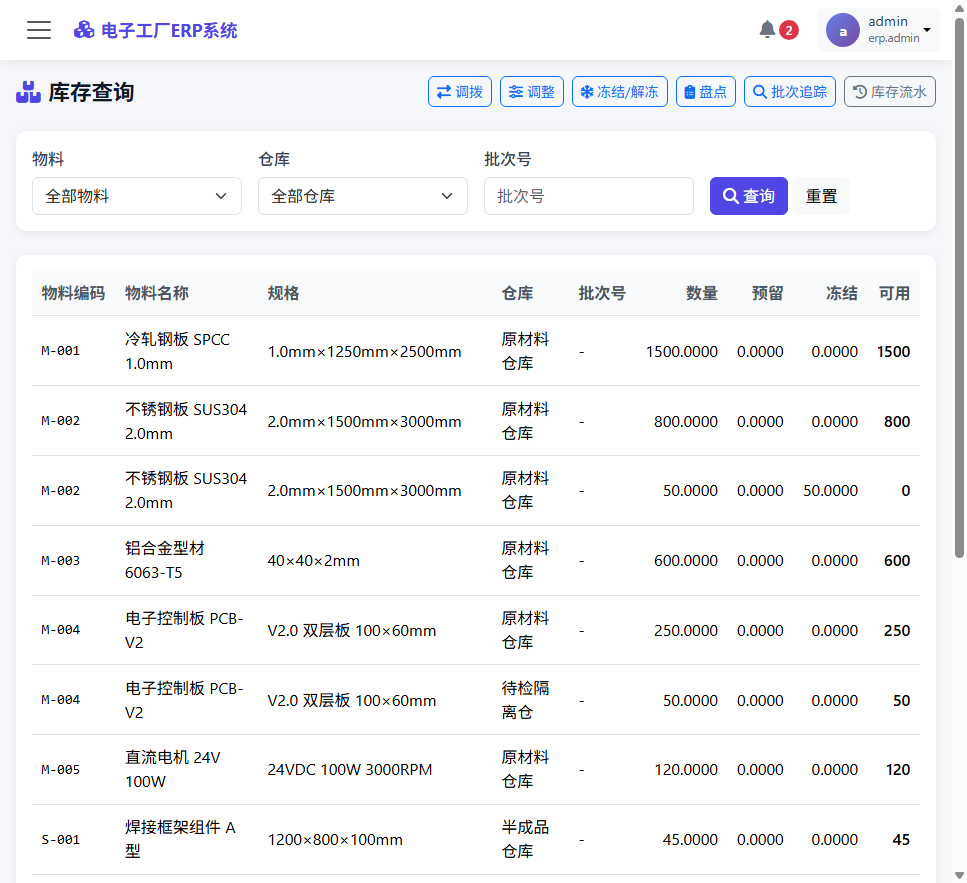 电子工厂ERP系统
2
a
admin
erp.admin
库存查询
调拨
调整
冻结/解冻
盘点
批次追踪
库存流水
物料
仓库
批次号
全部物料
全部仓库
批次号
查询
重置
物料编码 物料名称 规格 仓库 批次号 数量 预留 冻结 可用
M-001 冷轧钢板 SPCC 1.0mm 1.0mm×1250mm×2500mm 原材料仓库 - 1500.0000 0.0000 0.0000 1500
M-002 不锈钢板 SUS304 2.0mm 2.0mm×1500mm×3000mm 原材料仓库 - 800.0000 0.0000 0.0000 800
M-002 不锈钢板 SUS304 2.0mm 2.0mm×1500mm×3000mm 原材料仓库 - 50.0000 0.0000 50.0000 0
M-003 铝合金型材 6063-T5 40×40×2mm 原材料仓库 - 600.0000 0.0000 0.0000 600
M-004 电子控制板 PCB-V2 V2.0 双层板 100×60mm 原材料仓库 - 250.0000 0.0000 0.0000 250
M-004 电子控制板 PCB-V2 V2.0 双层板 100×60mm 待检隔离仓 - 50.0000 0.0000 0.0000 50
M-005 直流电机 24V 100W 24VDC 100W 3000RPM 原材料仓库 - 120.0000 0.0000 0.0000 120
S-001 焊接框架组件 A型 1200×800×100mm 半成品仓库 - 45.0000 0.0000 0.0000 45